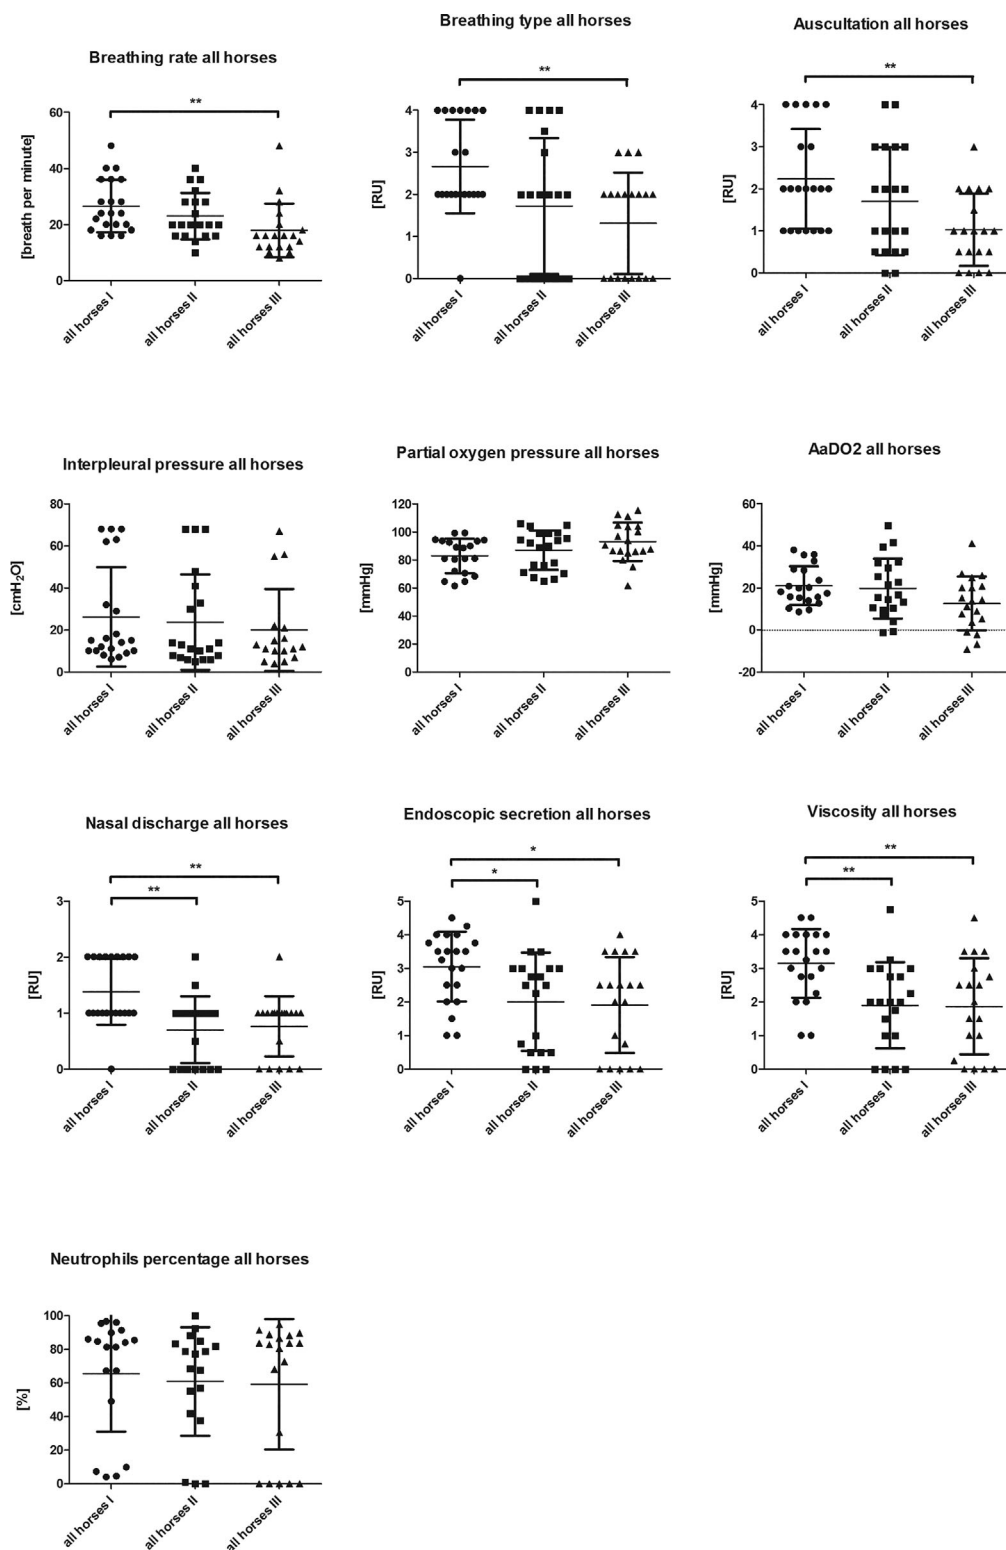 Breathing rate all horses
**
[breath per minute]
60
40
20
0
all horses I
all horses II
all horses III
Breathing type all horses
**
[RU]
4
3
2
1
0
all horses I
all horses II
all horses III
Auscultation all horses
**
[RU]
4
3
2
1
0
all horses I
all horses II
all horses III
Interpleural pressure all horses
[cmH₂O]
80
60
40
20
0
all horses I
all horses II
all horses III
Partial oxygen pressure all horses
[mmHg]
120
100
80
60
40
20
0
all horses I
all horses II
all horses III
AaDO2 all horses
[mmHg]
60
40
20
0
-20
all horses I
all horses II
all horses III
Nasal discharge all horses
**
**
[RU]
3
2
1
0
all horses I
all horses II
all horses III
Endoscopic secretion all horses
*
*
[RU]
5
4
3
2
1
0
all horses I
all horses II
all horses III
Viscosity all horses
**
**
[RU]
5
4
3
2
1
0
all horses I
all horses II
all horses III
Neutrophils percentage all horses
[%]
100
80
60
40
20
0
all horses I
all horses II
all horses III